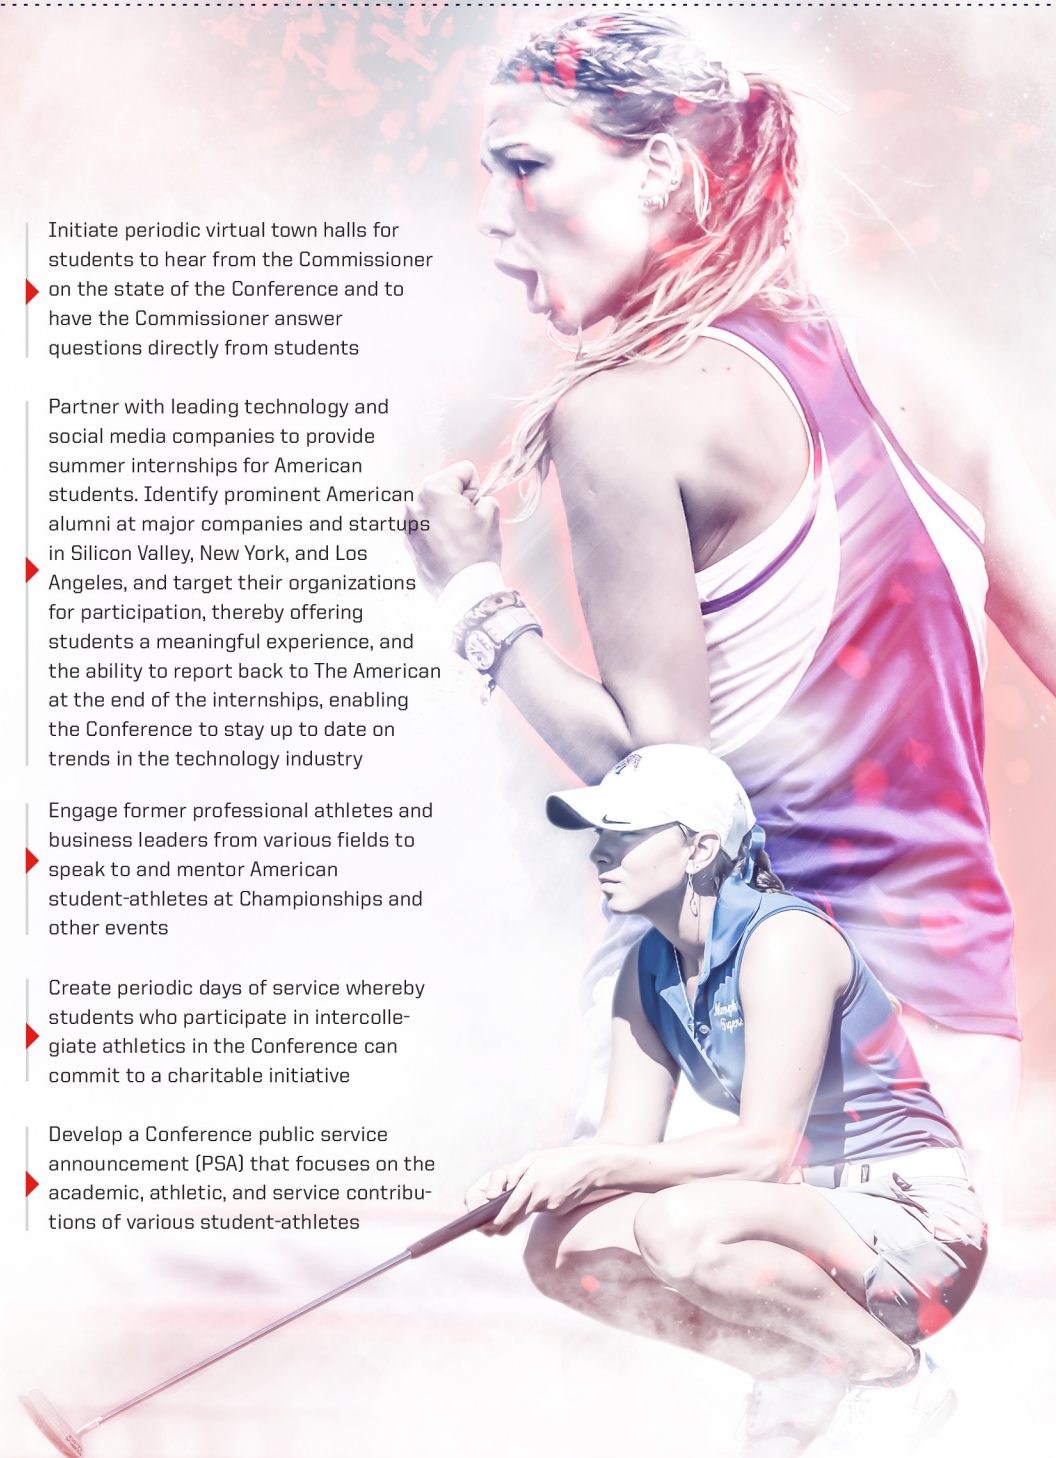 Initiate periodic virtual town halls for
students to hear from the Commissioner
on the state of the Conference and to
have the Commissioner answer
questions directly from students
Partner with leading technology and
social media companies to provide
summer internships for American
students. Identify prominent American
alumni at major companies and startups
in Silicon Valley, New York, and Los
Angeles, and target their organizations
for participation, thereby offering
students a meaningful experience, and
the ability to report back to The American
at the end of the internships, enabling
the Conference to stay up to date on
trends in the technology industry
Engage former professional athletes and
business leaders from various fields to
speak to and mentor American
student-athletes at Championships and
other events
Create periodic days of service whereby
students who participate in intercolle-
giate athletics in the Conference can
commit to a charitable initiative
Develop a Conference public service
announcement (PSA) that focuses on the
academic, athletic, and service contribu-
tions of various student-athletes
Tigers